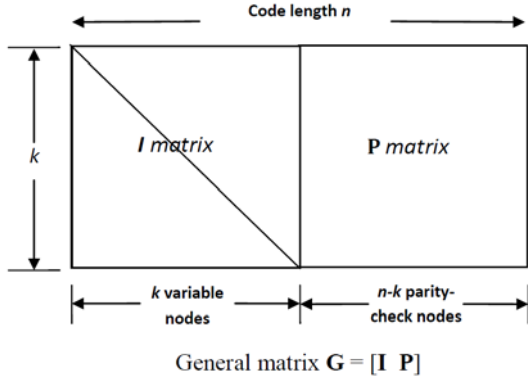 Code length n
k
I matrix
P matrix
k variable
nodes
n-k parity-
check nodes
General matrix G = [I P]